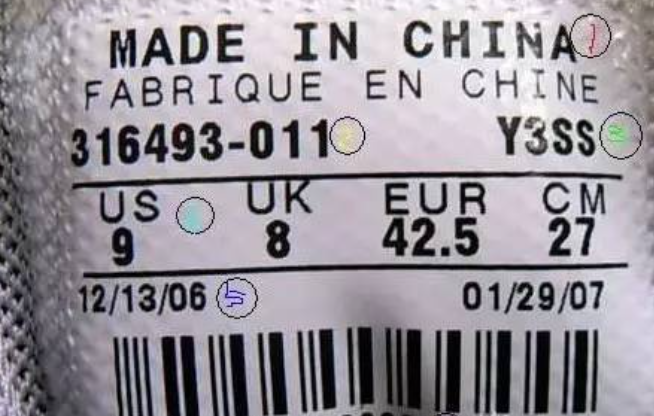 MADE IN CHINA
FABRIQUE EN CHINE
316493-011 Y3SS
US UK EUR CM
9 8 42.5 27
12/13/06 01/29/07